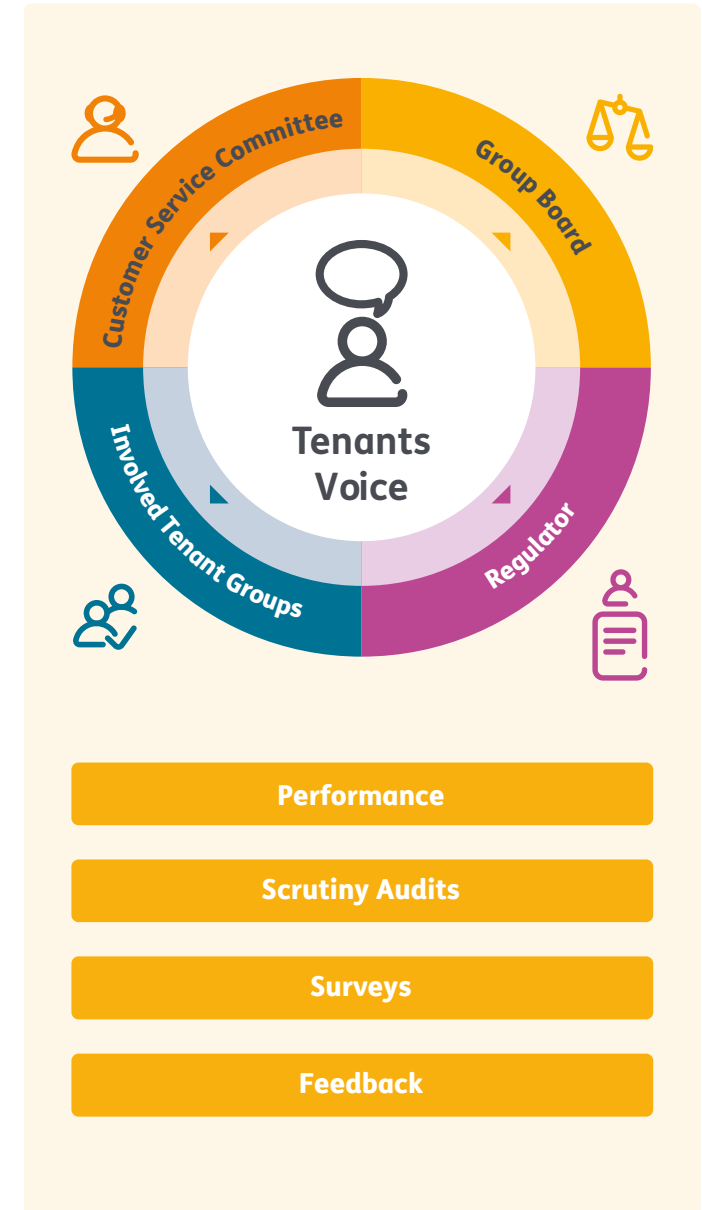 Customer Service Committee
Group Board
Tenants
Voice
Involved Tenant Groups
Regulator
Performance
Scrutiny Audits
Surveys
Feedback